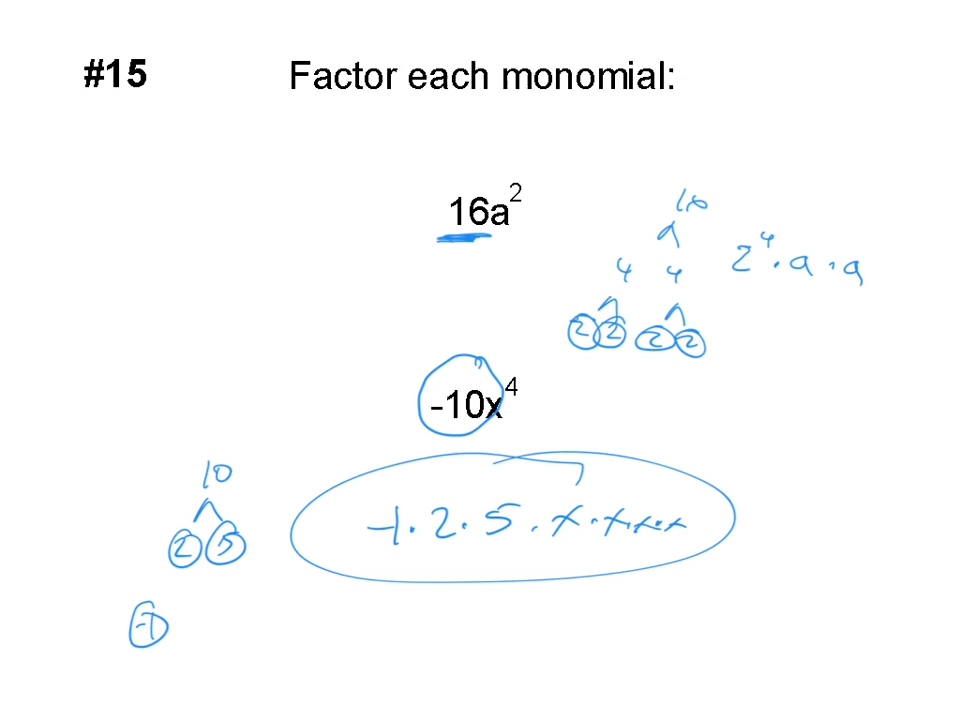 #15 Factor each monomial:
16a²
16
4 4 2⁴ · a · a
2 2 2 2
-10x⁴
10
-1 · 2 · 5 · x · x · x · x
2 5
-1